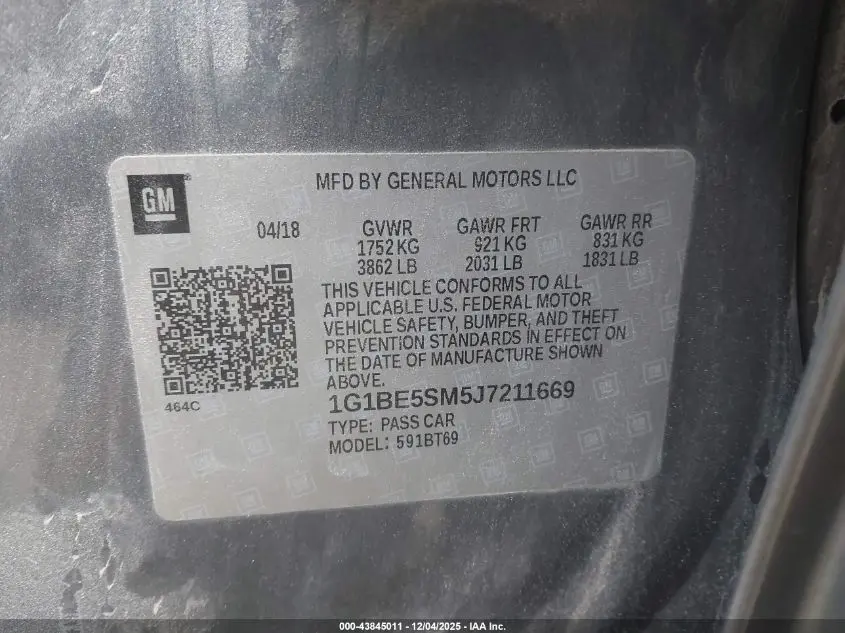 GM
MFD BY GENERAL MOTORS LLC
04/18 GVWR GAWR FRT GAWR RR
1752 KG 921 KG 831 KG
3862 LB 2031 LB 1831 LB
THIS VEHICLE CONFORMS TO ALL
APPLICABLE U.S. FEDERAL MOTOR
VEHICLE SAFETY, BUMPER, AND THEFT
PREVENTION STANDARDS IN EFFECT ON
THE DATE OF MANUFACTURE SHOWN
ABOVE.
464C
1G1BE5SM5J7211669
TYPE: PASS CAR
MODEL: 591BT69
000-43845011 - 12/04/2025 - IAA Inc.